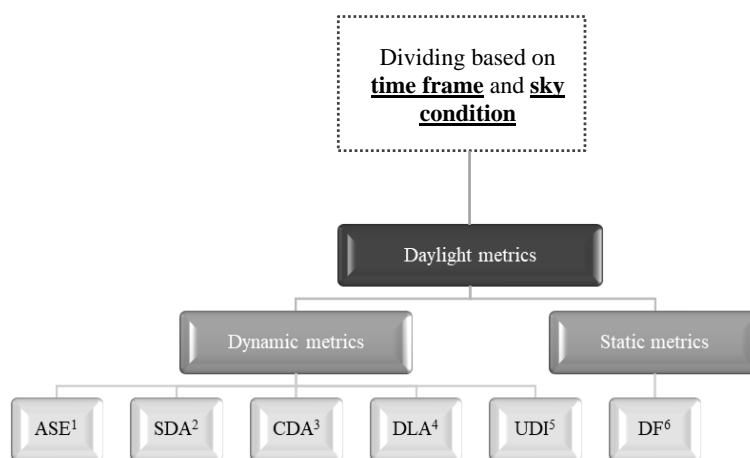 Dividing based on
time frame and sky
condition
Daylight metrics
Dynamic metrics
Static metrics
ASE¹
SDA²
CDA³
DLA⁴
UDI⁵
DF⁶